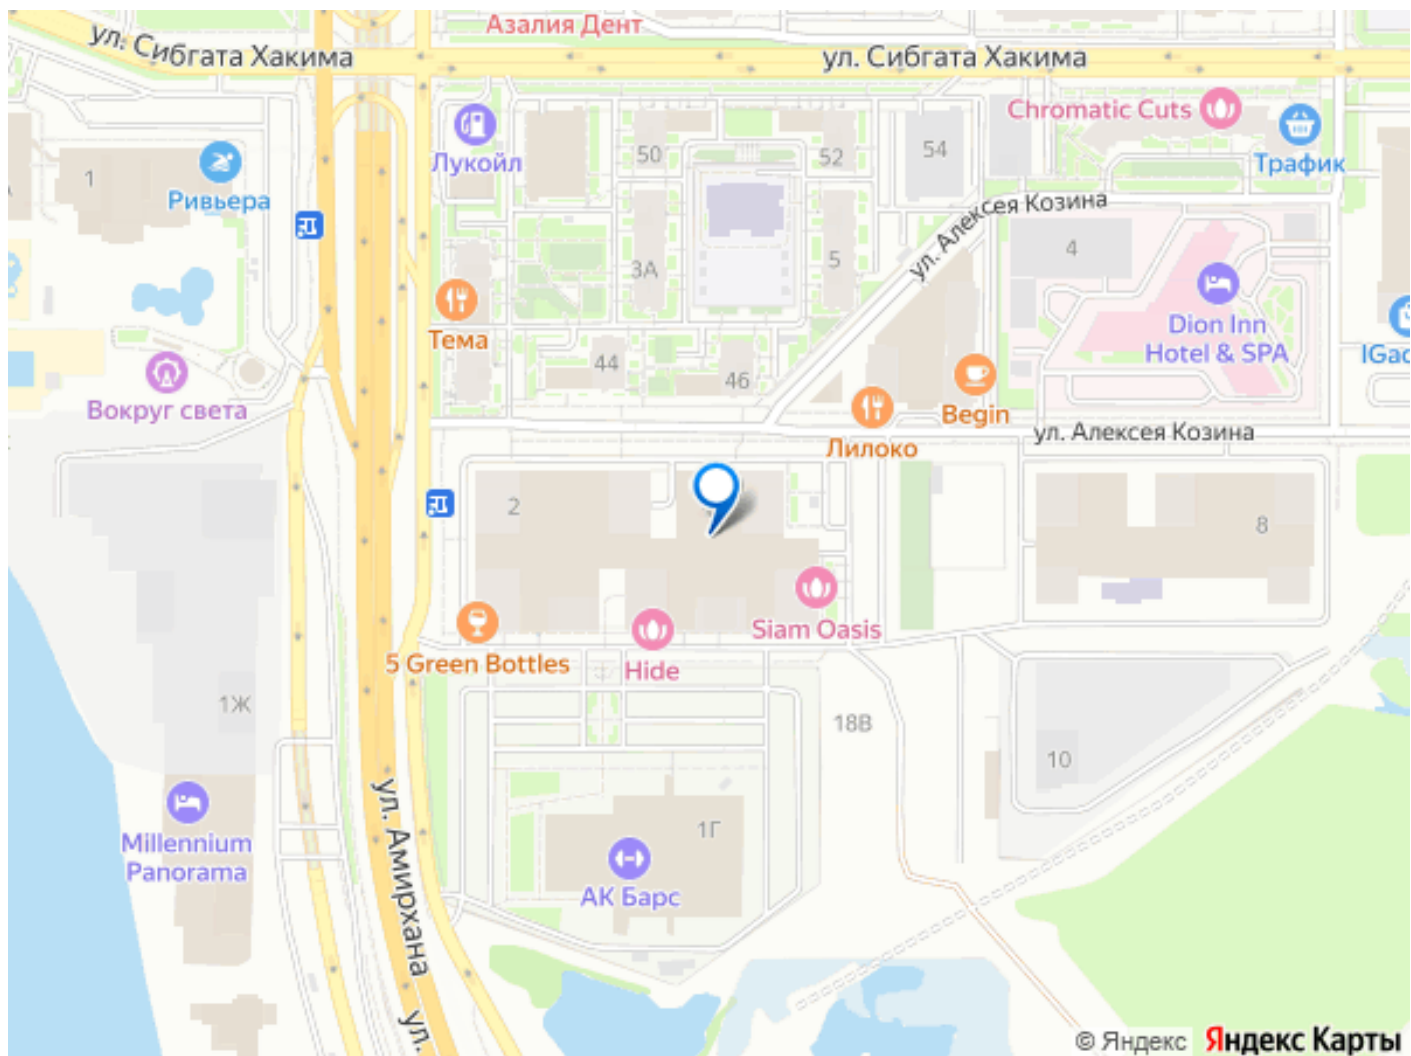 Азалия Дент
ул. Сибгата Хакима
ул. Сибгата Хакима
Chromatic Cuts
Трафик
Лукойл
50
52
54
1
Ривьера
ул. Алексея Козина
4
3А
5
Dion Inn
Hotel & SPA
Тема
IGad
44
46
Вокруг света
Begin
Лилоко
ул. Алексея Козина
2
8
Siam Oasis
5 Green Bottles
Hide
1Ж
18В
10
ул. Амирхана
Millennium
Panorama
1Г
АК Барс
ул.
© Яндекс Яндекс Карты